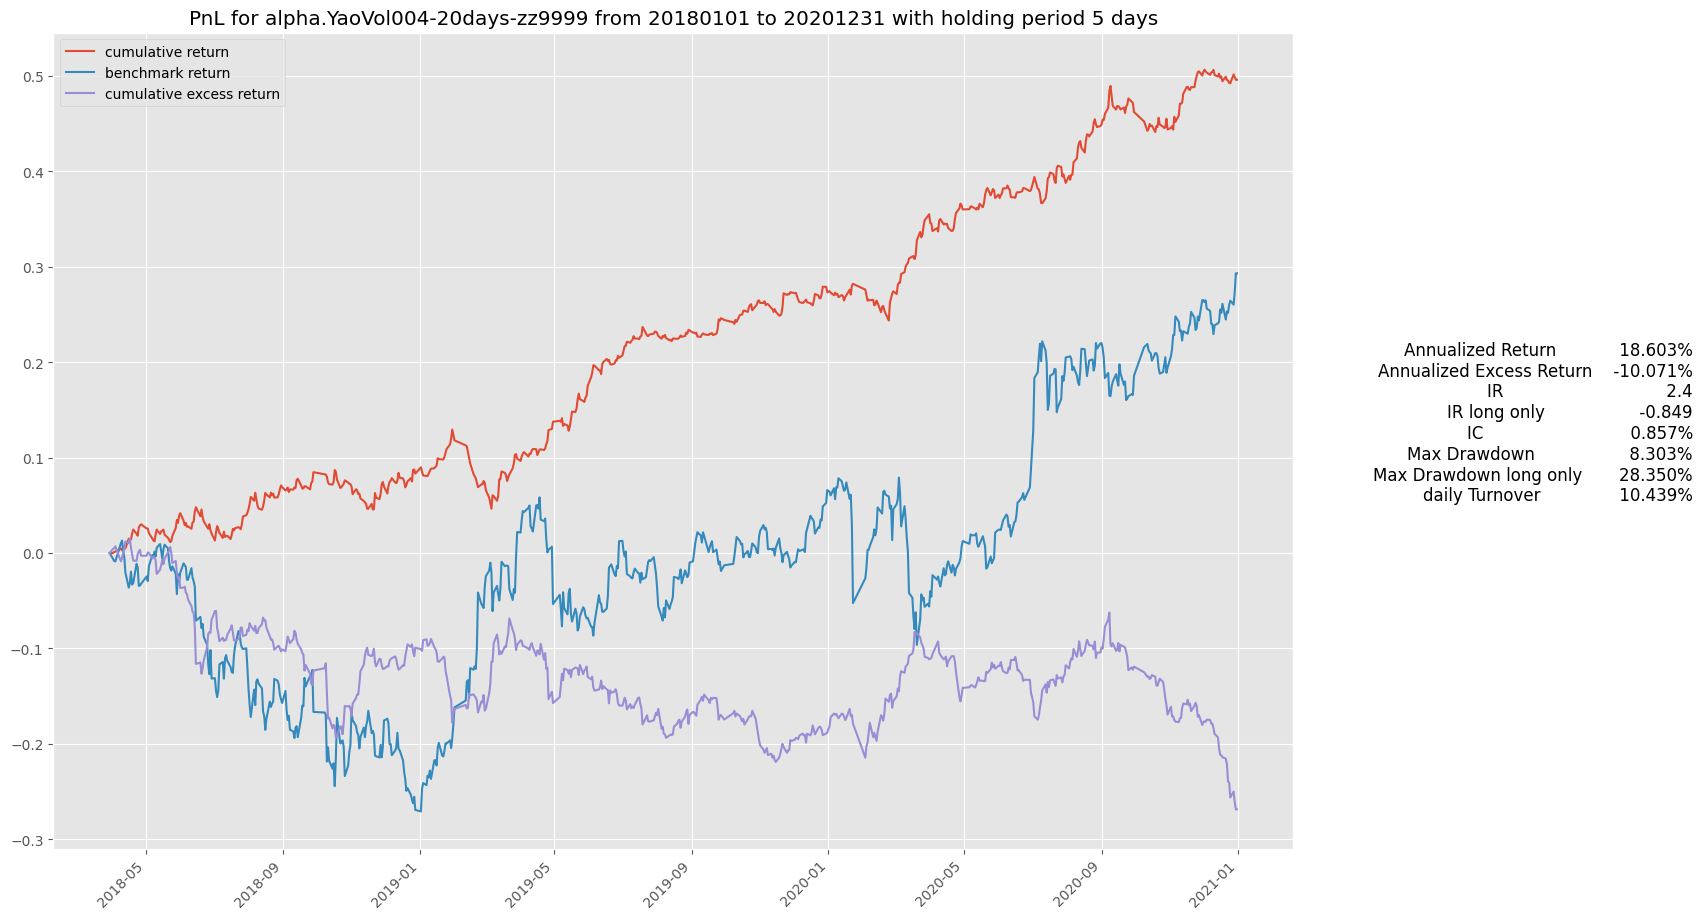 PnL for alpha.YaoVol004-20days-zz9999 from 20180101 to 20201231 with holding period 5 days
cumulative return
benchmark return
cumulative excess return
0.5
0.4
0.3
0.2
0.1
0.0
−0.1
−0.2
−0.3
2018-05
2018-09
2019-01
2019-05
2019-09
2020-01
2020-05
2020-09
2021-01
Annualized Return 18.603%
Annualized Excess Return -10.071%
IR 2.4
IR long only -0.849
IC 0.857%
Max Drawdown 8.303%
Max Drawdown long only 28.350%
daily Turnover 10.439%